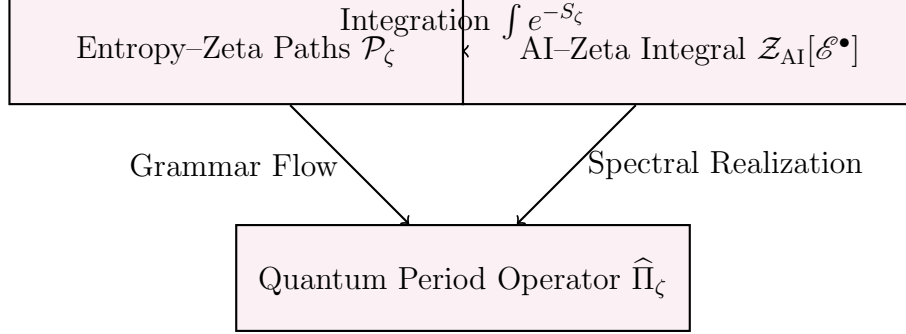 Integration ∫ e^{-S_ζ}
Entropy–Zeta Paths 𝒫_ζ
AI–Zeta Integral 𝒵_AI[ℰ^•]
Grammar Flow
Spectral Realization
Quantum Period Operator Π̂_ζ